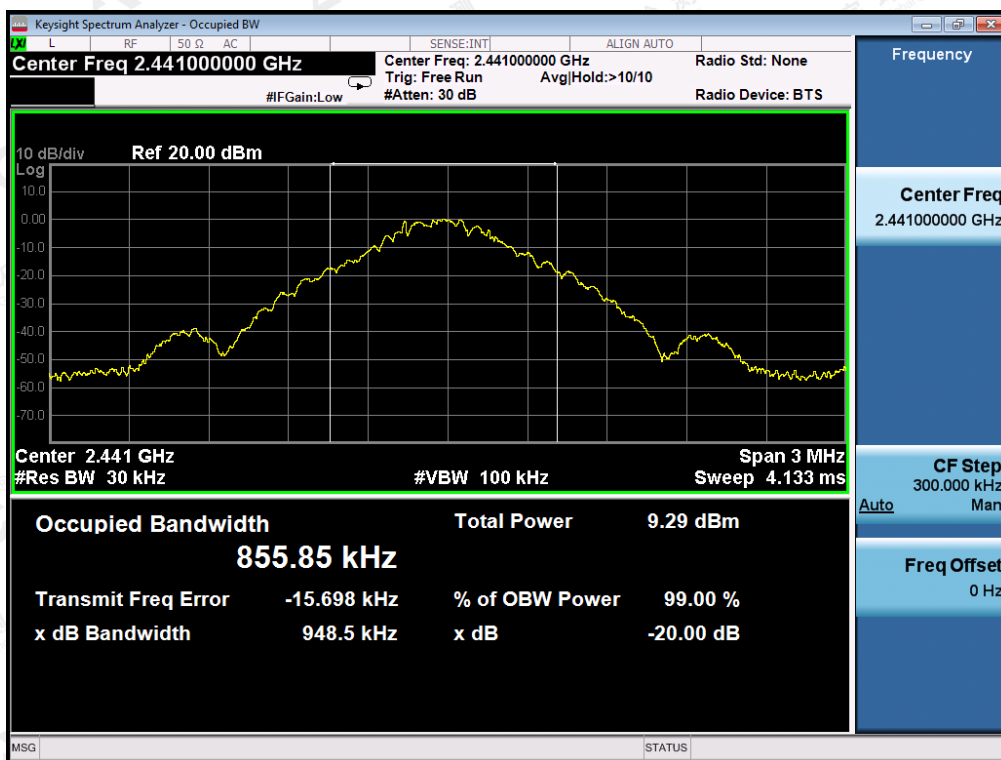 Keysight Spectrum Analyzer - Occupied BW
LXI L RF 50 Ω AC SENSE:INT ALIGN AUTO
Center Freq 2.441000000 GHz
Center Freq: 2.441000000 GHz Radio Std: None
Trig: Free Run Avg|Hold:>10/10
#IFGain:Low #Atten: 30 dB Radio Device: BTS
10 dB/div Ref 20.00 dBm
Log
10.0
0.00
-10.0
-20.0
-30.0
-40.0
-50.0
-60.0
-70.0
Center 2.441 GHz Span 3 MHz
#Res BW 30 kHz #VBW 100 kHz Sweep 4.133 ms
Occupied Bandwidth Total Power 9.29 dBm
855.85 kHz
Transmit Freq Error -15.698 kHz % of OBW Power 99.00 %
x dB Bandwidth 948.5 kHz x dB -20.00 dB
MSG STATUS
Frequency
Center Freq
2.441000000 GHz
CF Step
300.000 kHz
Auto Man
Freq Offset
0 Hz